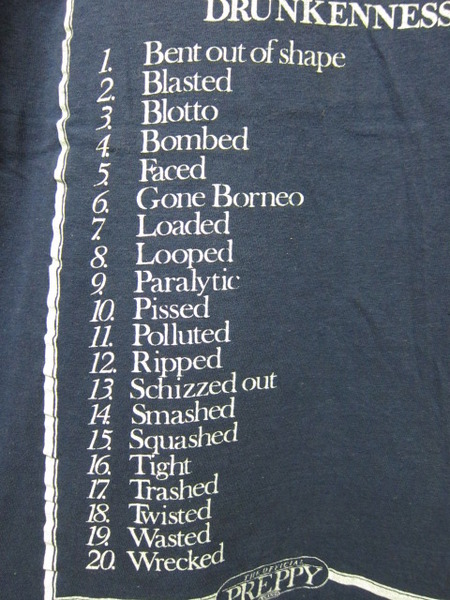 DRUNKENNESS
1. Bent out of shape
2. Blasted
3. Blotto
4. Bombed
5. Faced
6. Gone Borneo
7. Loaded
8. Looped
9. Paralytic
10. Pissed
11. Polluted
12. Ripped
13. Schizzed out
14. Smashed
15. Squashed
16. Tight
17. Trashed
18. Twisted
19. Wasted
20. Wrecked
THE OFFICIAL
PREPPY